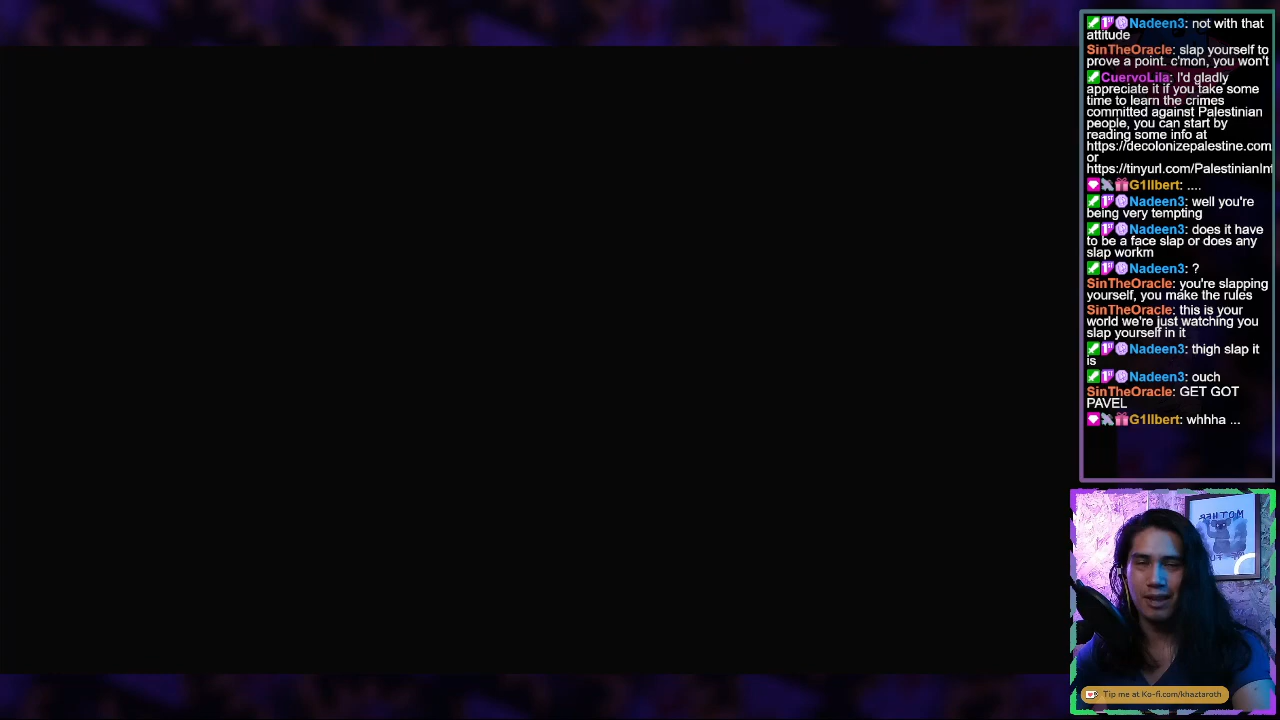 Nadeen3: not with that
attitude
SinTheOracle: slap yourself to
prove a point. c'mon, you won't
CuervoLila: I'd gladly
appreciate it if you take some
time to learn the crimes
committed against Palestinian
people, you can start by
reading some info at
https://decolonizepalestine.com
or
https://tinyurl.com/PalestinianInf
G1llbert: ....
Nadeen3: well you're
being very tempting
Nadeen3: does it have
to be a face slap or does any
slap workm
Nadeen3: ?
SinTheOracle: you're slapping
yourself, you make the rules
SinTheOracle: this is your
world we're just watching you
slap yourself in it
Nadeen3: thigh slap it
is
Nadeen3: ouch
SinTheOracle: GET GOT
PAVEL
G1llbert: whhha ...
Tip me at Ko-fi.com/khaztaroth